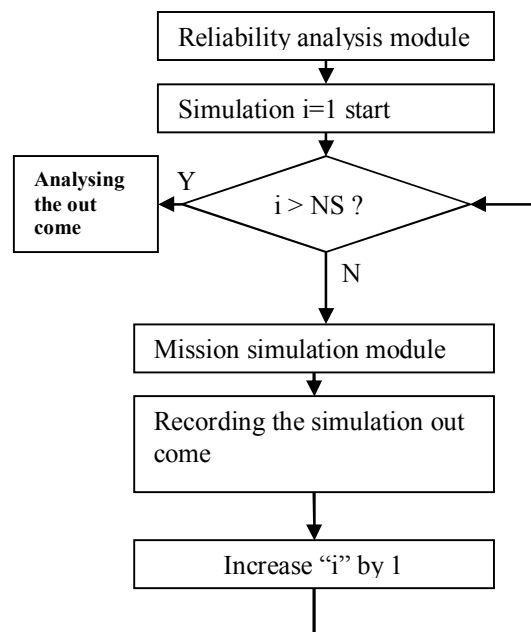 Reliability analysis module
Simulation i=1 start
Analysing
the out
come
Y
i > NS ?
N
Mission simulation module
Recording the simulation out
come
Increase “i” by 1